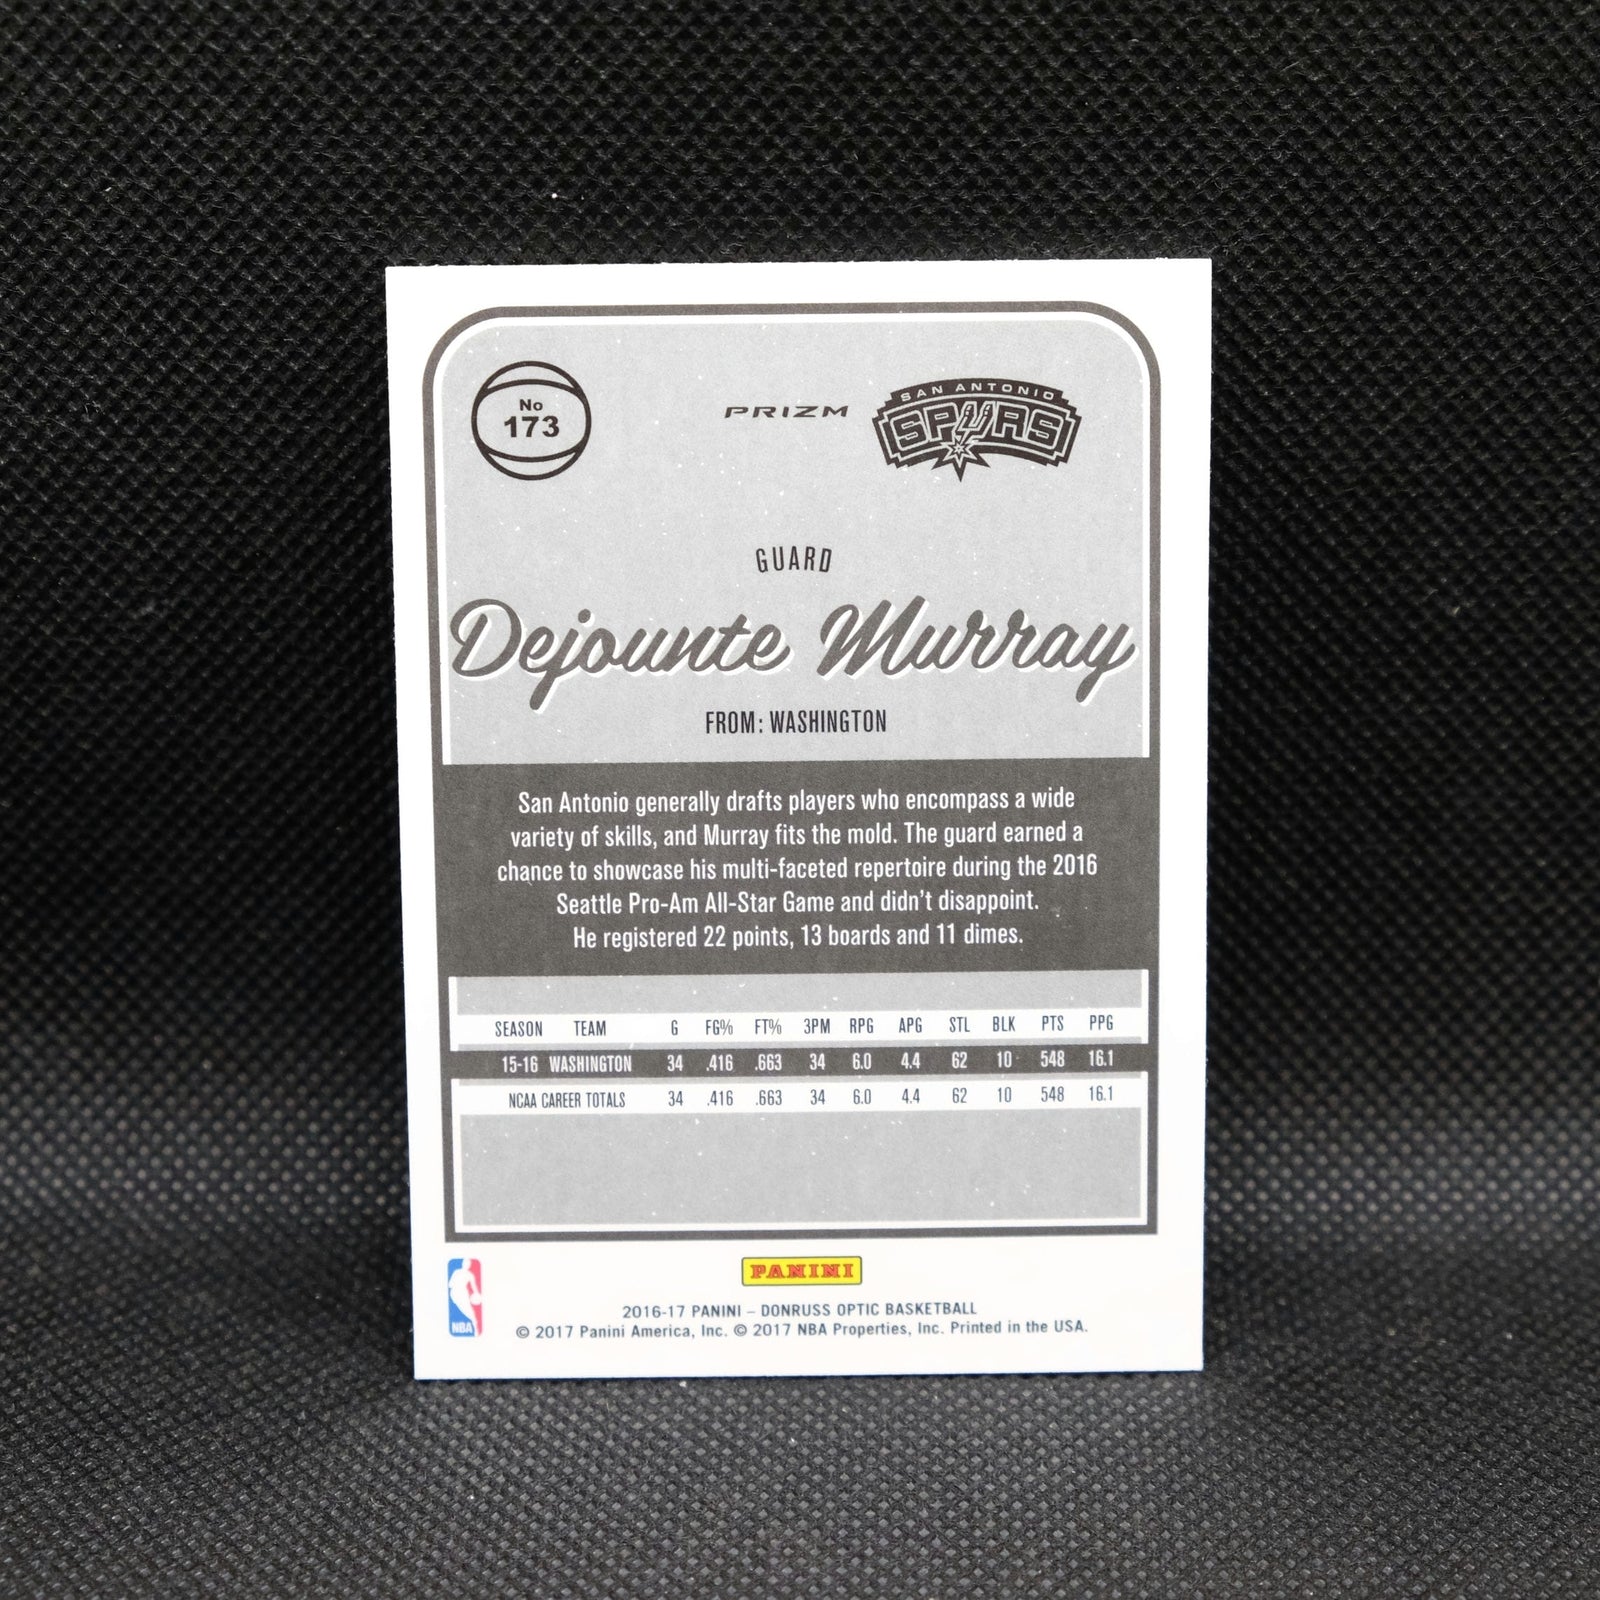 No
173
PRIZM
SAN ANTONIO
SPURS
GUARD
Dejounte Murray
FROM: WASHINGTON
San Antonio generally drafts players who encompass a wide
variety of skills, and Murray fits the mold. The guard earned a
chance to showcase his multi-faceted repertoire during the 2016
Seattle Pro-Am All-Star Game and didn't disappoint.
He registered 22 points, 13 boards and 11 dimes.
SEASON TEAM G FG% FT% 3PM RPG APG STL BLK PTS PPG
15-16 WASHINGTON 34 .416 .663 34 6.0 4.4 62 10 548 16.1
NCAA CAREER TOTALS 34 .416 .663 34 6.0 4.4 62 10 548 16.1
NBA
PANINI
2016-17 PANINI – DONRUSS OPTIC BASKETBALL
© 2017 Panini America, Inc. © 2017 NBA Properties, Inc. Printed in the USA.